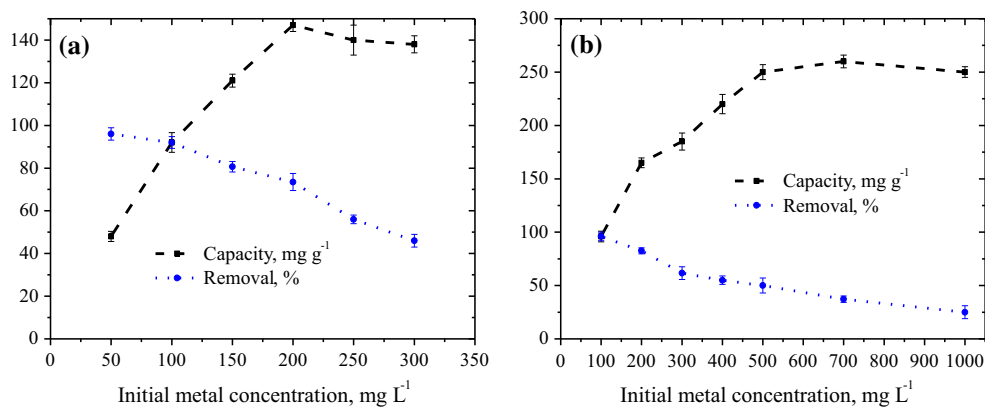 (a)
140
120
100
80
60
40
20
0
Capacity, mg g⁻¹
Removal, %
0 50 100 150 200 250 300 350
Initial metal concentration, mg L⁻¹
(b)
300
250
200
150
100
50
0
Capacity, mg g⁻¹
Removal, %
0 100 200 300 400 500 600 700 800 900 1000
Initial metal concentration, mg L⁻¹